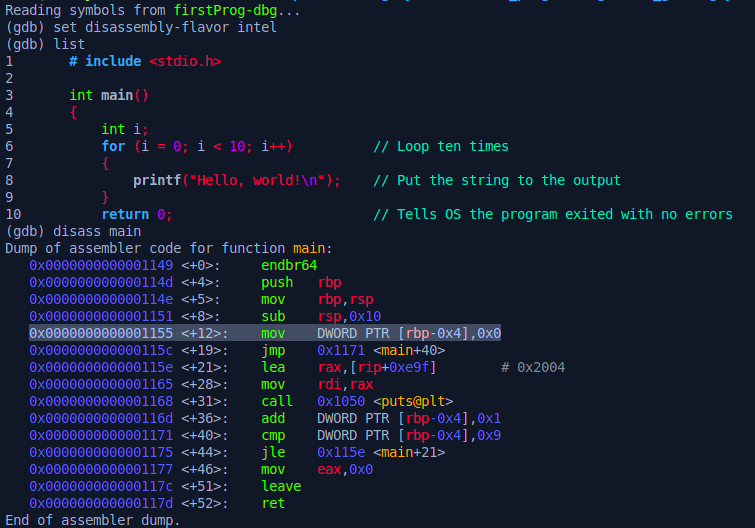 Reading symbols from firstProg-dbg...
(gdb) set disassembly-flavor intel
(gdb) list
1       # include <stdio.h>
2
3       int main()
4       {
5           int i;
6           for (i = 0; i < 10; i++)          // Loop ten times
7           {
8               printf("Hello, world!\n");    // Put the string to the output
9           }
10          return 0;                         // Tells OS the program exited with no errors
(gdb) disass main
Dump of assembler code for function main:
   0x0000000000001149 <+0>:     endbr64
   0x000000000000114d <+4>:     push   rbp
   0x000000000000114e <+5>:     mov    rbp,rsp
   0x0000000000001151 <+8>:     sub    rsp,0x10
   0x0000000000001155 <+12>:    mov    DWORD PTR [rbp-0x4],0x0
   0x000000000000115c <+19>:    jmp    0x1171 <main+40>
   0x000000000000115e <+21>:    lea    rax,[rip+0xe9f]        # 0x2004
   0x0000000000001165 <+28>:    mov    rdi,rax
   0x0000000000001168 <+31>:    call   0x1050 <puts@plt>
   0x000000000000116d <+36>:    add    DWORD PTR [rbp-0x4],0x1
   0x0000000000001171 <+40>:    cmp    DWORD PTR [rbp-0x4],0x9
   0x0000000000001175 <+44>:    jle    0x115e <main+21>
   0x0000000000001177 <+46>:    mov    eax,0x0
   0x000000000000117c <+51>:    leave
   0x000000000000117d <+52>:    ret
End of assembler dump.